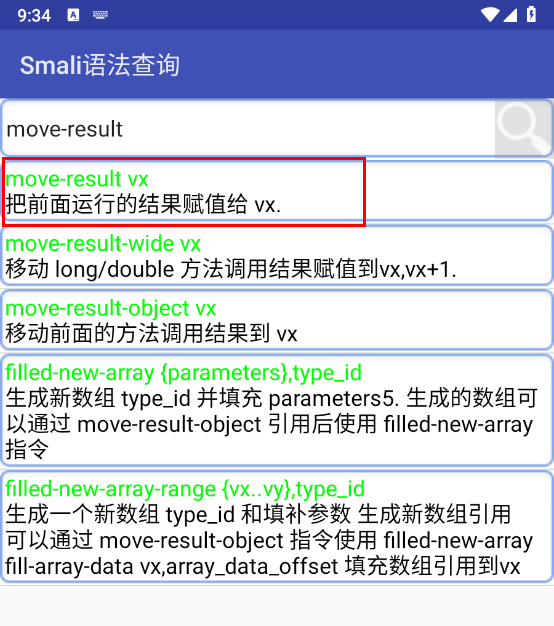 9:34
Smali语法查询
move-result
move-result vx
把前面运行的结果赋值给 vx.
move-result-wide vx
移动 long/double 方法调用结果赋值到vx,vx+1.
move-result-object vx
移动前面的方法调用结果到 vx
filled-new-array {parameters},type_id
生成新数组 type_id 并填充 parameters5. 生成的数组可
以通过 move-result-object 引用后使用 filled-new-array
指令
filled-new-array-range {vx..vy},type_id
生成一个新数组 type_id 和填补参数 生成新数组引用
可以通过 move-result-object 指令使用 filled-new-array
fill-array-data vx,array_data_offset 填充数组引用到vx